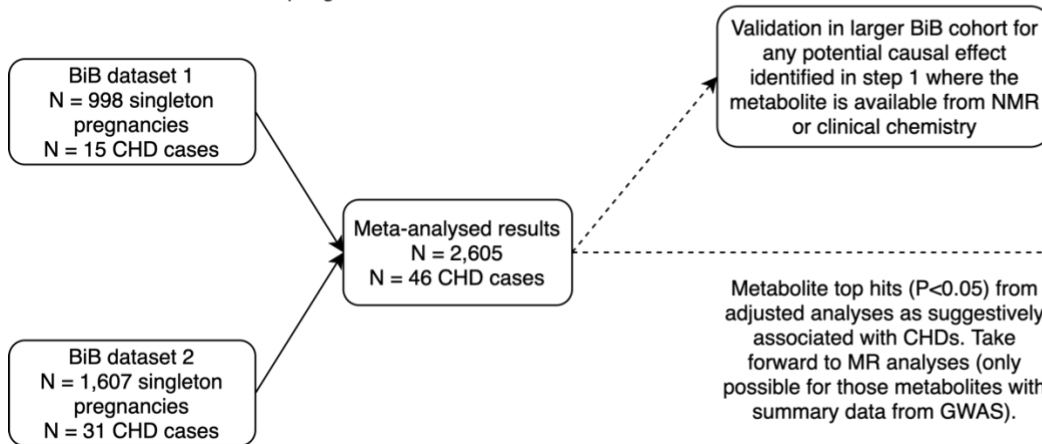 BiB dataset 1
N = 998 singleton
pregnancies
N = 15 CHD cases
BiB dataset 2
N = 1,607 singleton
pregnancies
N = 31 CHD cases
Meta-analysed results
N = 2,605
N = 46 CHD cases
Validation in larger BiB cohort for
any potential causal effect
identified in step 1 where the
metabolite is available from NMR
or clinical chemistry
Metabolite top hits (P<0.05) from
adjusted analyses as suggestively
associated with CHDs. Take
forward to MR analyses (only
possible for those metabolites with
summary data from GWAS).